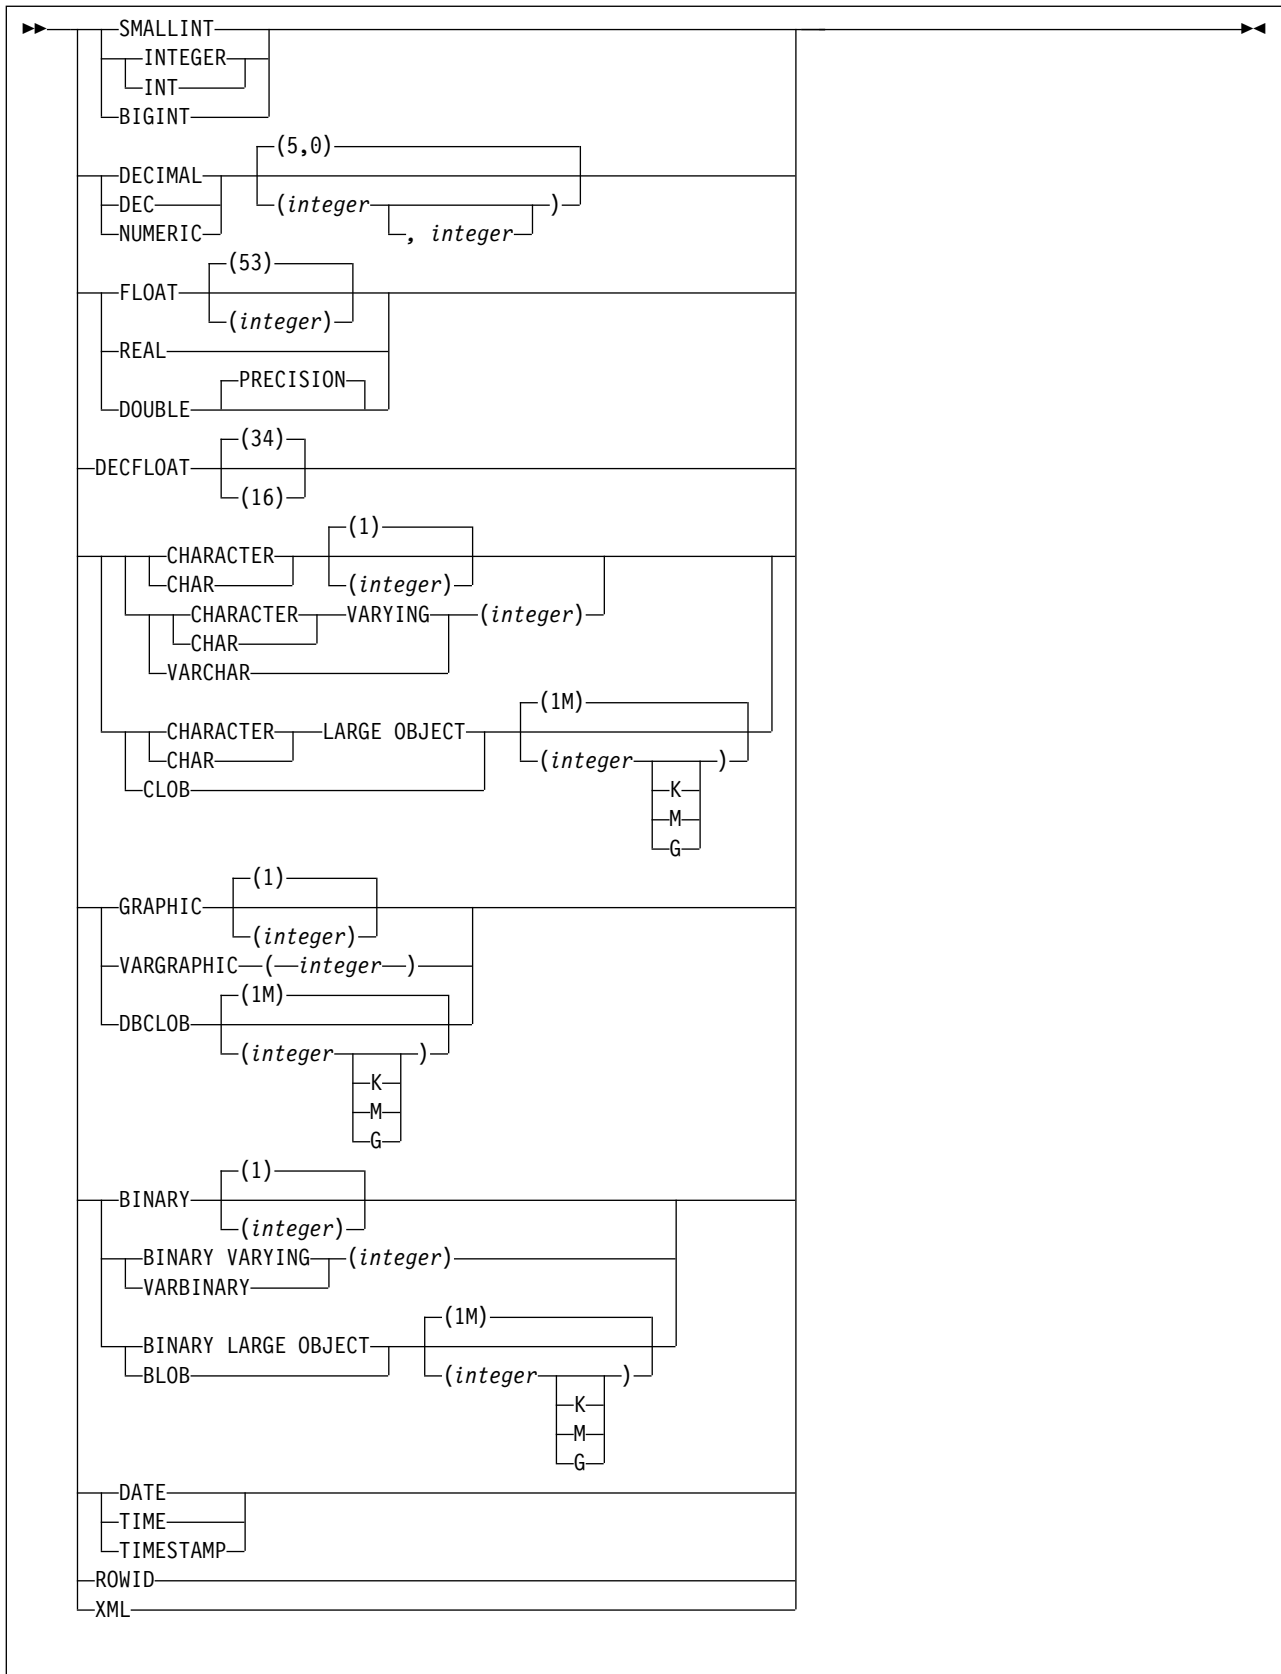 SMALLINT
INTEGER
INT
BIGINT
(5,0)
DECIMAL
DEC (integer )
NUMERIC , integer
(53)
FLOAT
(integer)
REAL
PRECISION
DOUBLE
(34)
DECFLOAT
(16)
(1)
CHARACTER
CHAR (integer)
CHARACTER VARYING (integer)
CHAR
VARCHAR
(1M)
CHARACTER LARGE OBJECT
CHAR (integer )
CLOB K
M
G
(1)
GRAPHIC
(integer)
VARGRAPHIC ( integer )
(1M)
DBCLOB
(integer )
K
M
G
(1)
BINARY
(integer)
BINARY VARYING (integer)
VARBINARY
(1M)
BINARY LARGE OBJECT
BLOB (integer )
K
M
G
DATE
TIME
TIMESTAMP
ROWID
XML